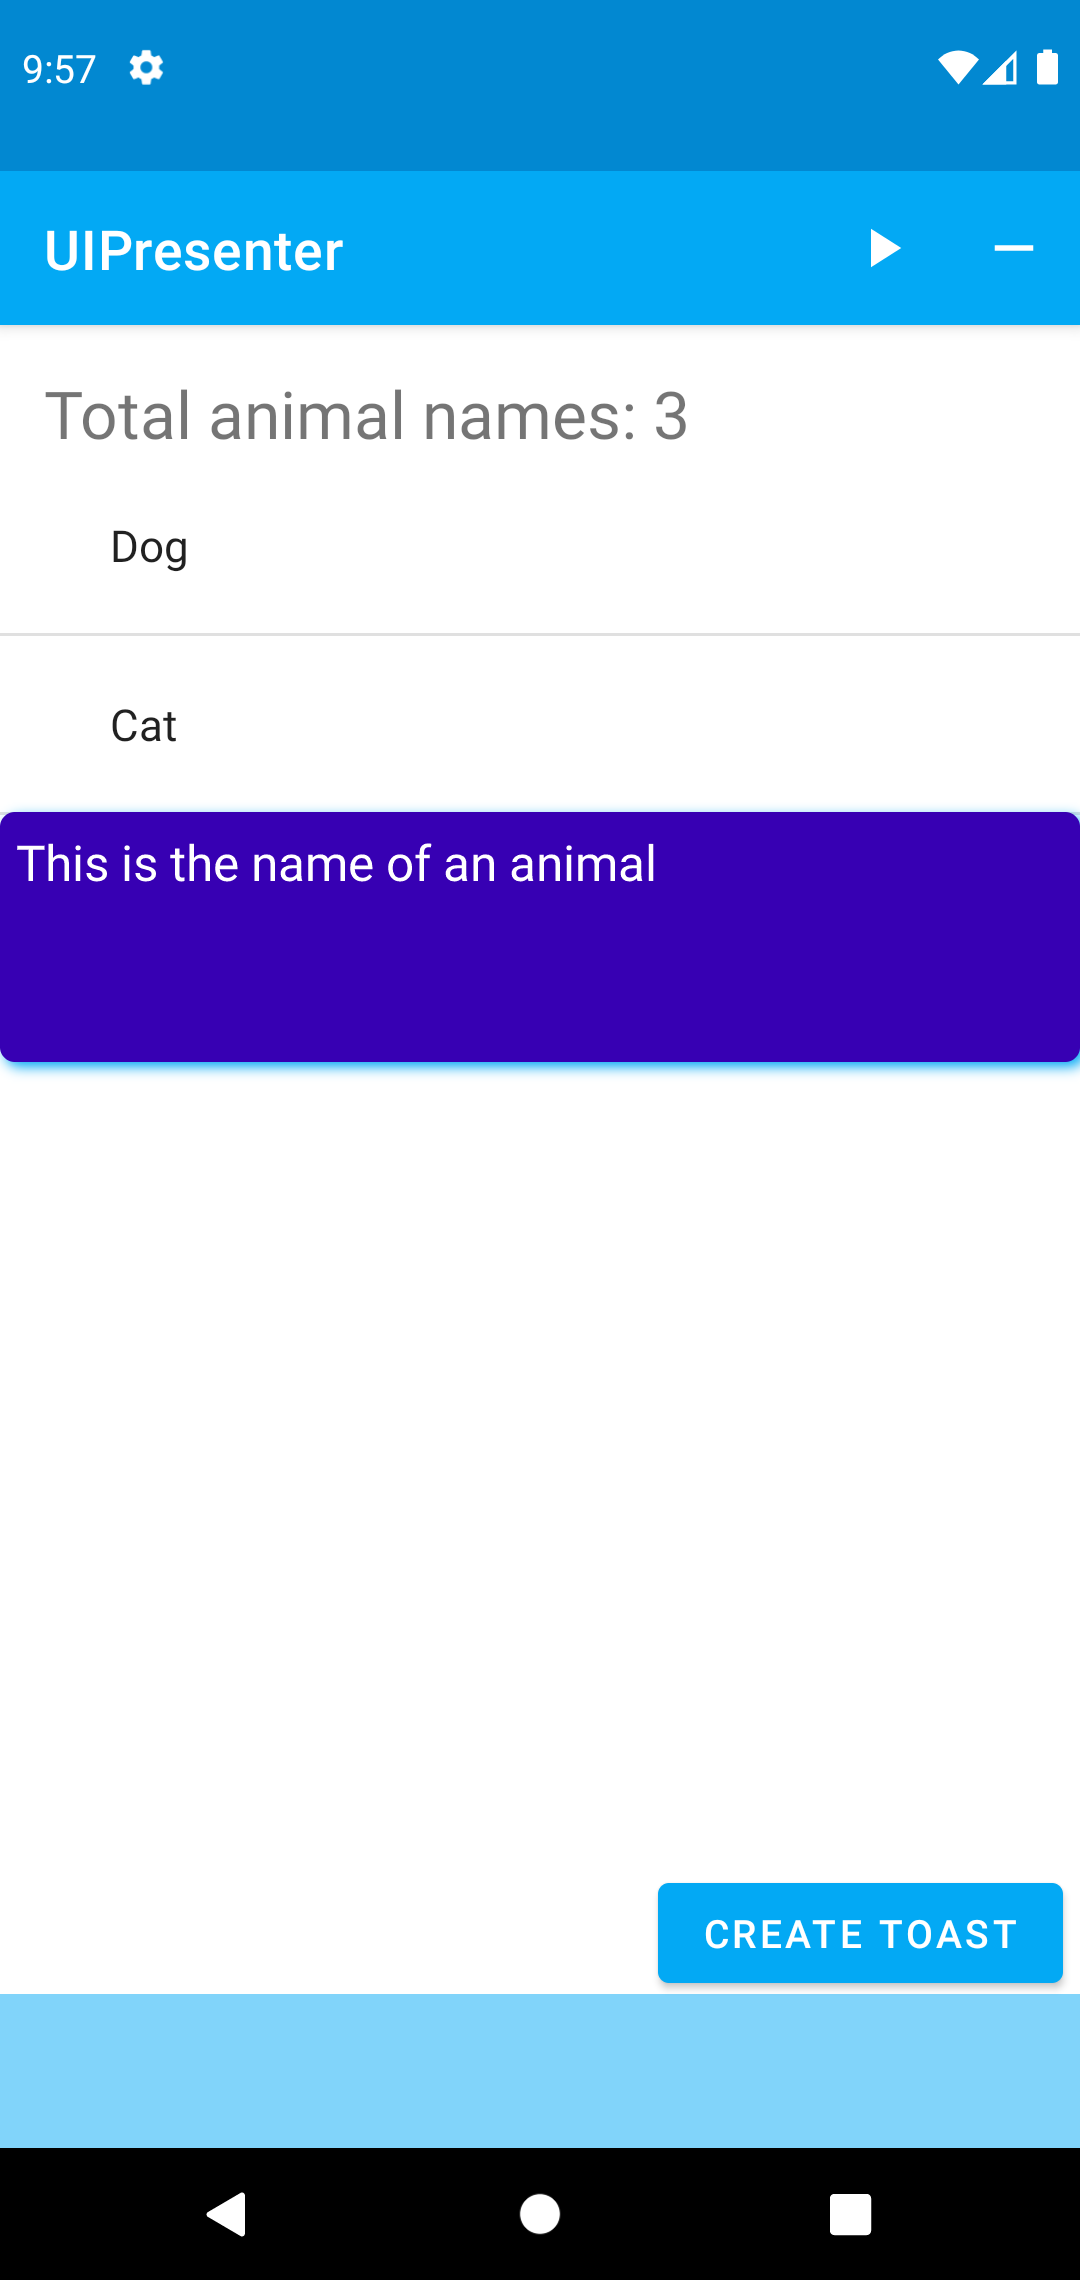 9:57
UIPresenter
Total animal names: 3
Dog
Cat
This is the name of an animal
CREATE TOAST